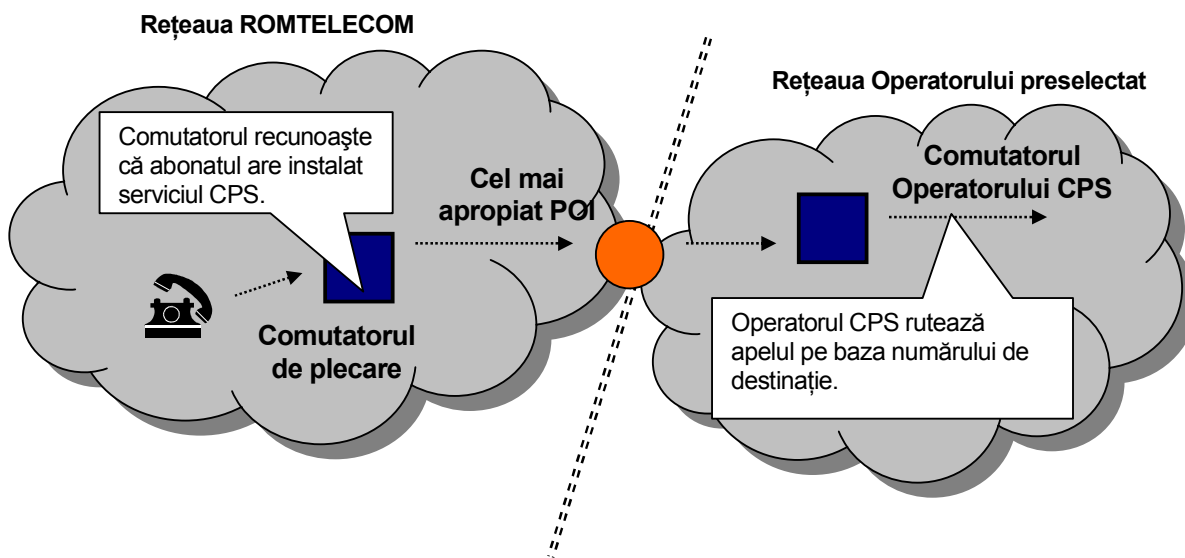 Rețeaua ROMTELECOM
Comutatorul recunoaşte
că abonatul are instalat
serviciul CPS.
Cel mai
apropiat POI
Comutatorul
de plecare
Rețeaua Operatorului preselectat
Comutatorul
Operatorului CPS
Operatorul CPS rutează
apelul pe baza numărului de
destinație.